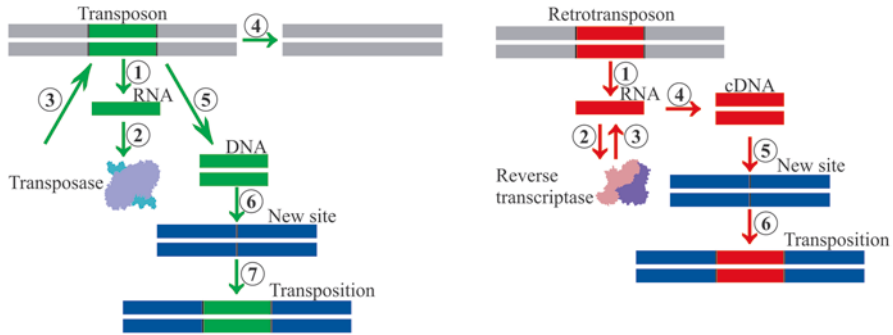 Transposon
4
1
3
RNA
5
2
DNA
Transposase
6
New site
7
Transposition
Retrotransposon
1
cDNA
RNA
4
2
3
5
New site
Reverse
transcriptase
6
Transposition